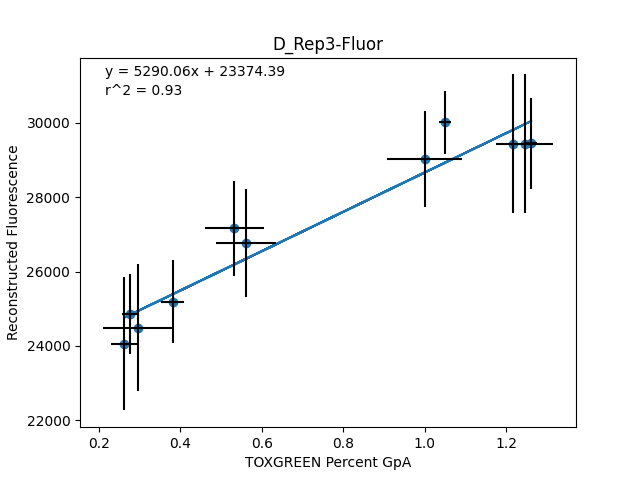 D_Rep3-Fluor
y = 5290.06x + 23374.39
r^2 = 0.93
30000
28000
26000
24000
22000
Reconstructed Fluorescence
0.2 0.4 0.6 0.8 1.0 1.2
TOXGREEN Percent GpA